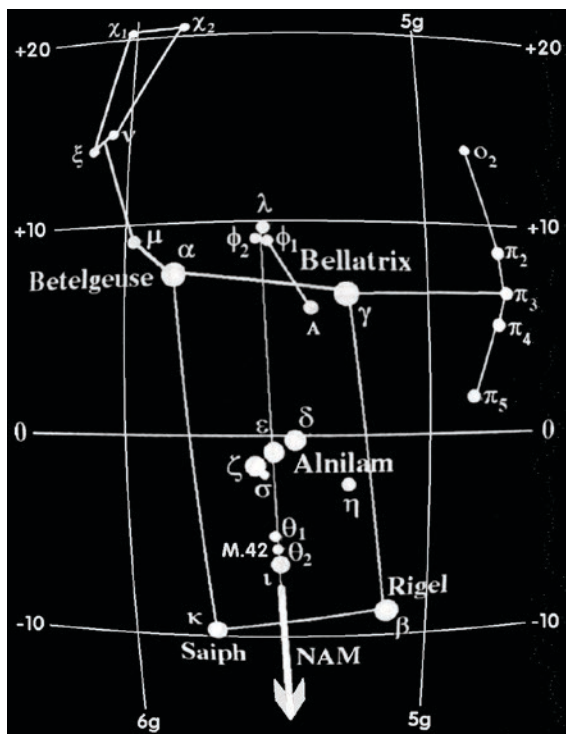 χ1 χ2 5g
+20 +20
ξ ν o2
+10 λ +10
μ φ2 φ1 π2
α Bellatrix
Betelgeuse π3
A γ π4
π5
0 ε δ 0
ζ Alnilam
σ η
θ1
M.42 θ2
ι Rigel
κ β
-10 -10
Saiph NAM
6g 5g